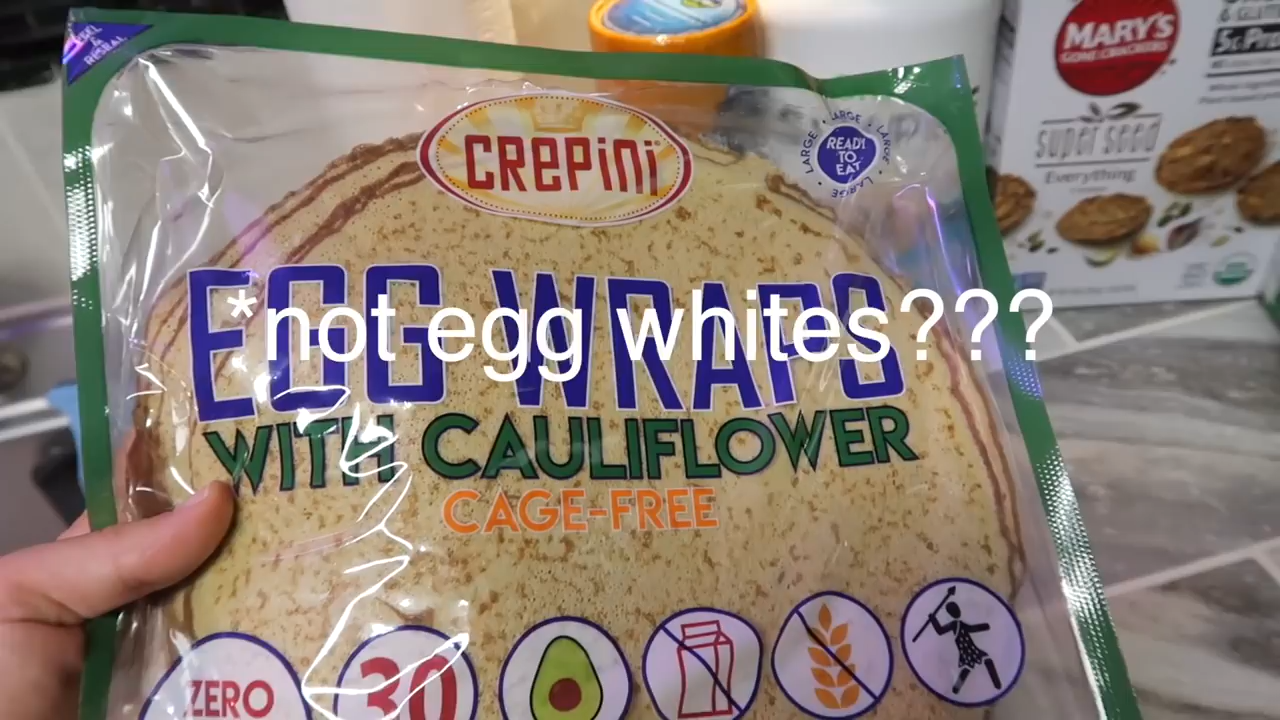 PEEL
&
RESEAL
CREPINI
LARGE • LARGE • LARGE
READY
TO
EAT
LARGE
EGG WRAPS
*not egg whites???
WITH CAULIFLOWER
CAGE-FREE
ZERO
30
MARY'S
GONE CRACKERS
super seed
Everything